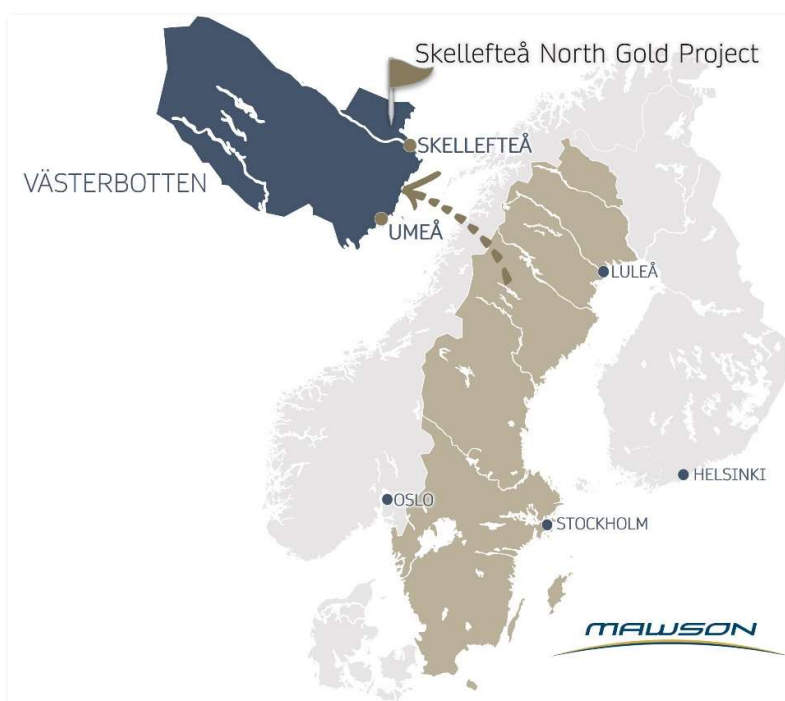 Skellefteå North Gold Project
SKELLEFTEÅ
VÄSTERBOTTEN
UMEÅ
LULEÅ
HELSINKI
OSLO
STOCKHOLM
MAWSON